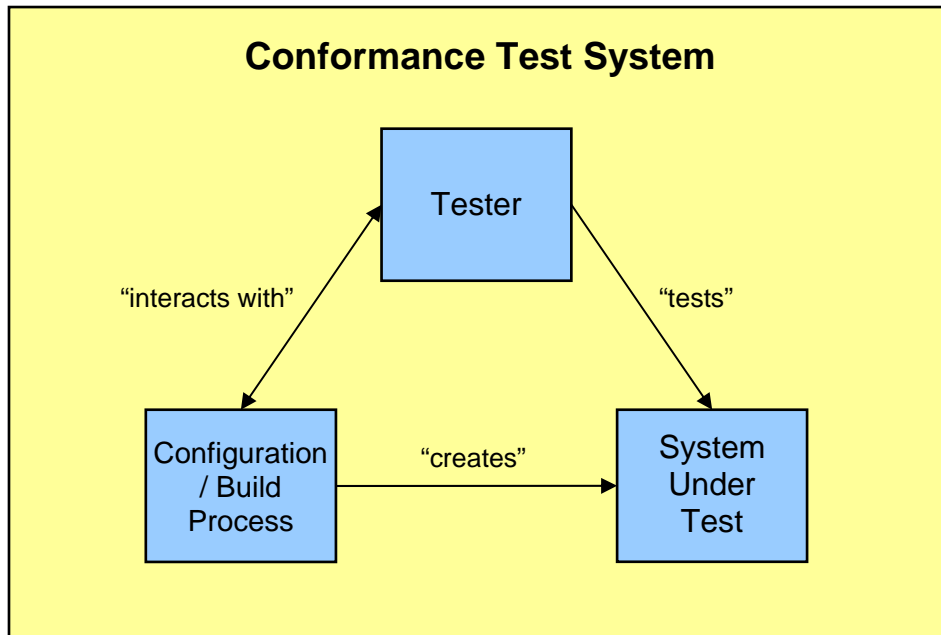 Conformance Test System
Tester
“interacts with”
“tests”
Configuration
/ Build
Process
“creates”
System
Under
Test